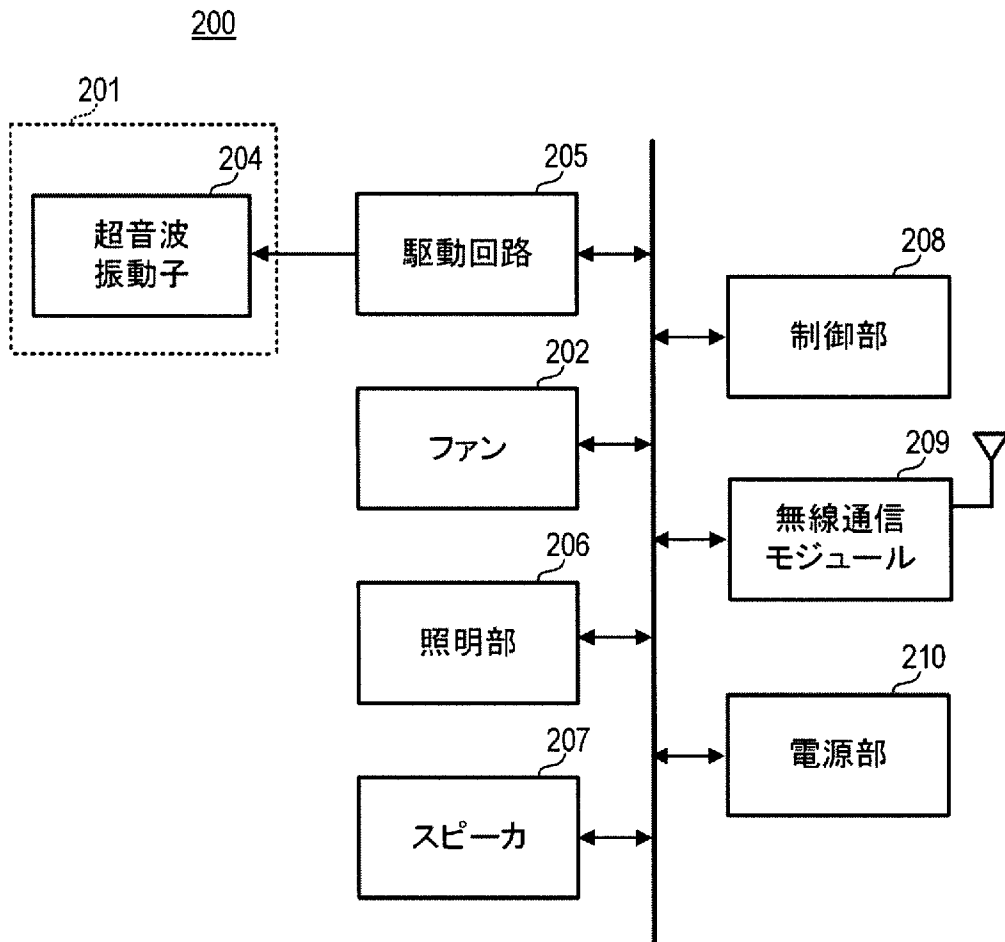 200
201
204
超音波
振動子
205
駆動回路
208
制御部
202
ファン
209
無線通信
モジュール
206
照明部
210
電源部
207
スピーカ